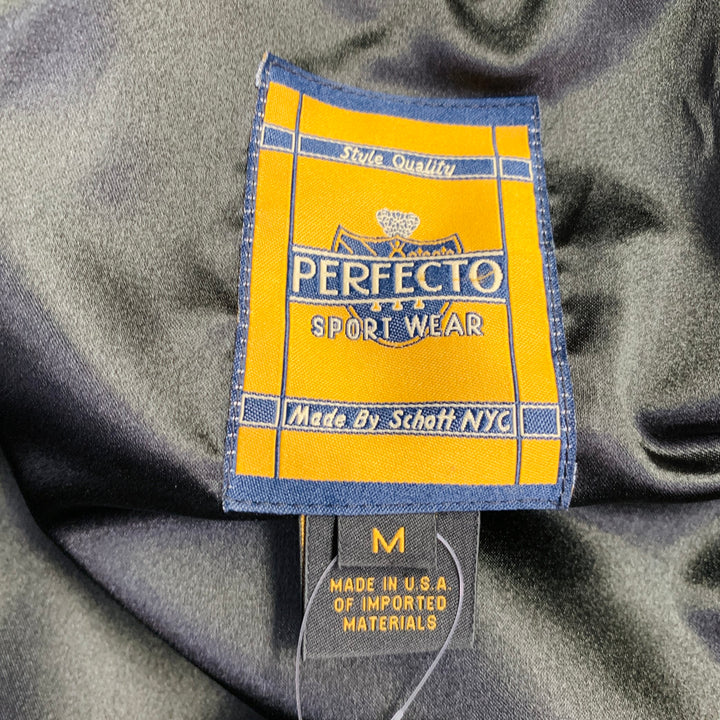 Style Quality
PERFECTO
SPORT WEAR
Made By Schott NYC
M
MADE IN U.S.A.
OF IMPORTED
MATERIALS